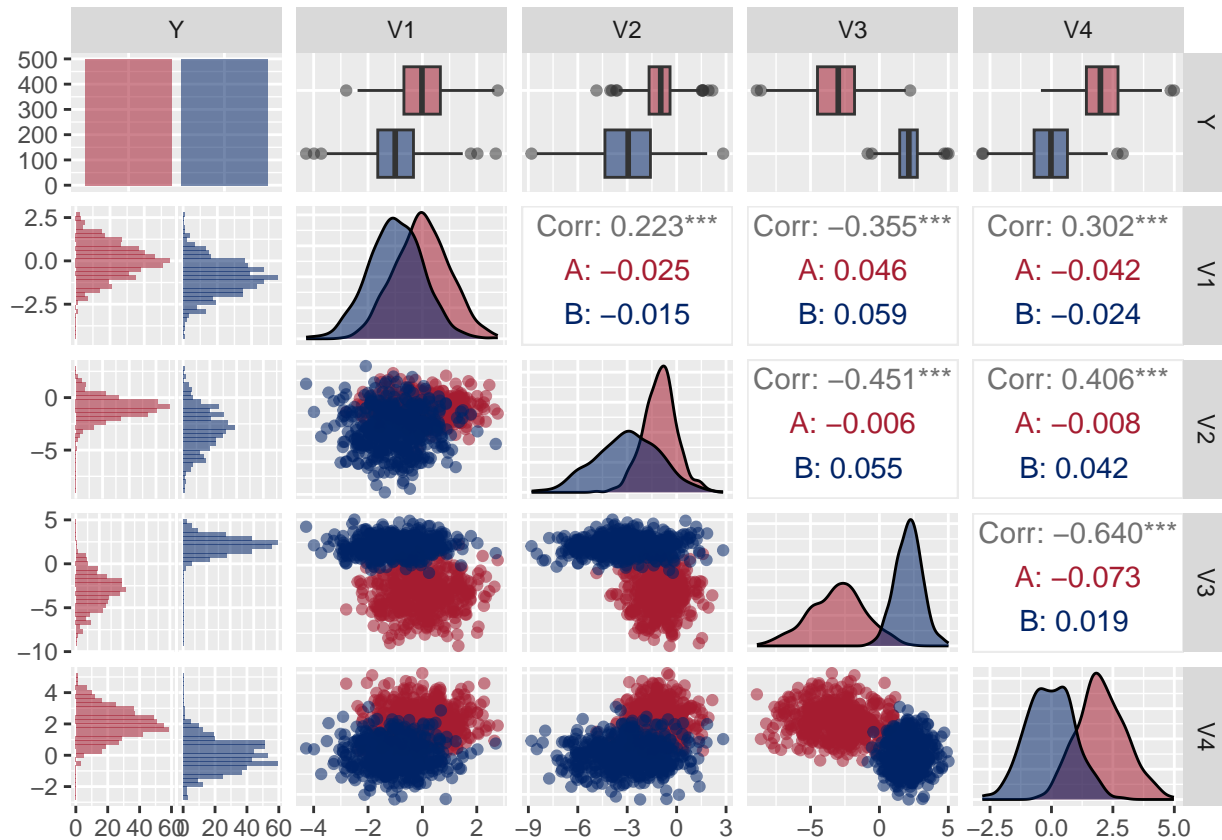 Y V1 V2 V3 V4
500
400
300
200
100
0
Y
2.5
0.0
−2.5
Corr: 0.223*** Corr: −0.355*** Corr: 0.302***
A: −0.025 A: 0.046 A: −0.042
B: −0.015 B: 0.059 B: −0.024
V1
0
−5
Corr: −0.451*** Corr: 0.406***
A: −0.006 A: −0.008
B: 0.055 B: 0.042
V2
5
0
−5
−10
Corr: −0.640***
A: −0.073
B: 0.019
V3
4
2
0
−2
V4
0 20 40 60 0 20 40 60 −4 −2 0 2 −9 −6 −3 0 3 −5 0 5 −2.5 0.0 2.5 5.0